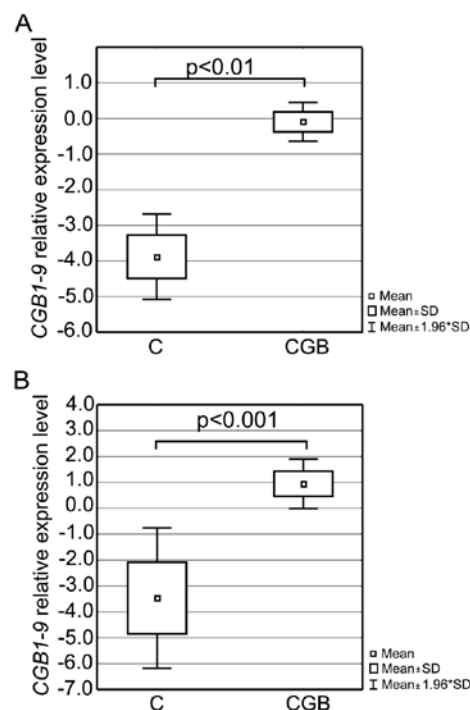 A
CGB1-9 relative expression level
1.0
0.0
-1.0
-2.0
-3.0
-4.0
-5.0
-6.0
p<0.01
C CGB
Mean
Mean±SD
Mean±1.96*SD
B
CGB1-9 relative expression level
4.0
3.0
2.0
1.0
0.0
-1.0
-2.0
-3.0
-4.0
-5.0
-6.0
-7.0
p<0.001
C CGB
Mean
Mean±SD
Mean±1.96*SD